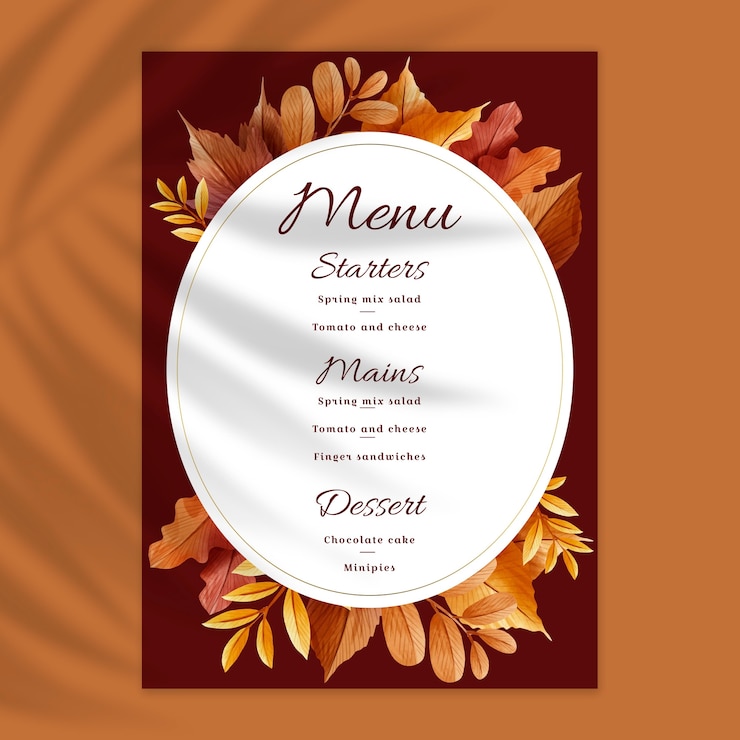 Menu
Starters
Spring mix salad
Tomato and cheese
Mains
Spring mix salad
Tomato and cheese
Finger sandwiches
Dessert
Chocolate cake
Minipies